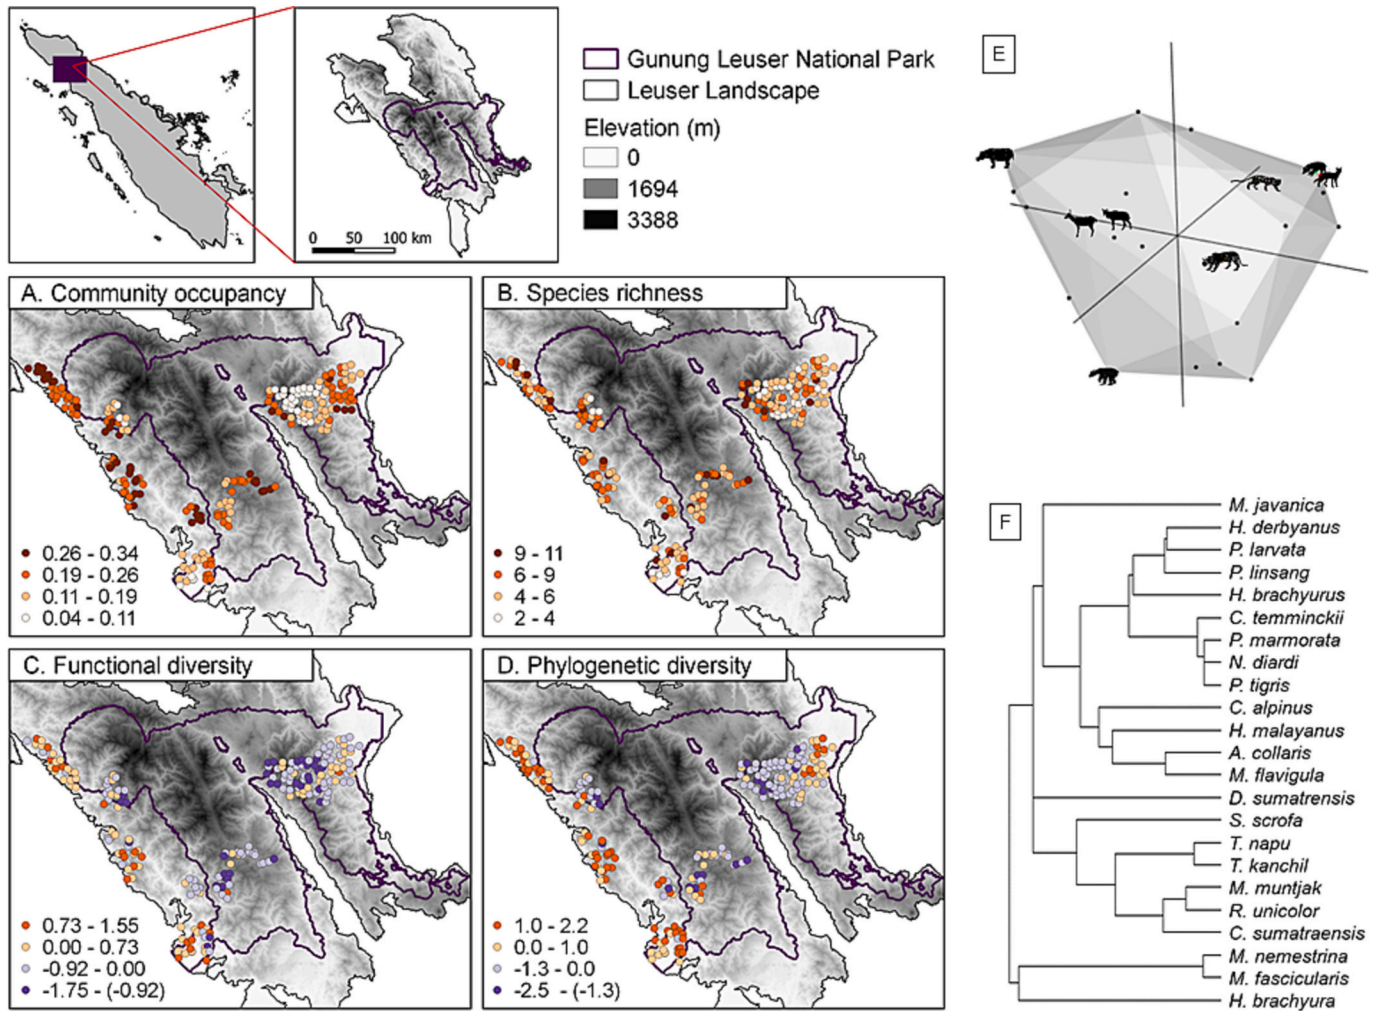 Gunung Leuser National Park
Leuser Landscape
Elevation (m)
0
1694
3388
0 50 100 km
A. Community occupancy
0.26 - 0.34
0.19 - 0.26
0.11 - 0.19
0.04 - 0.11
B. Species richness
9 - 11
6 - 9
4 - 6
2 - 4
C. Functional diversity
0.73 - 1.55
0.00 - 0.73
-0.92 - 0.00
-1.75 - (-0.92)
D. Phylogenetic diversity
1.0 - 2.2
0.0 - 1.0
-1.3 - 0.0
-2.5 - (-1.3)
E
F
M. javanica
H. derbyanus
P. larvata
P. linsang
H. brachyurus
C. temminckii
P. marmorata
N. diardi
P. tigris
C. alpinus
H. malayanus
A. collaris
M. flavigula
D. sumatrensis
S. scrofa
T. napu
T. kanchil
M. muntjak
R. unicolor
C. sumatraensis
M. nemestrina
M. fascicularis
H. brachyura